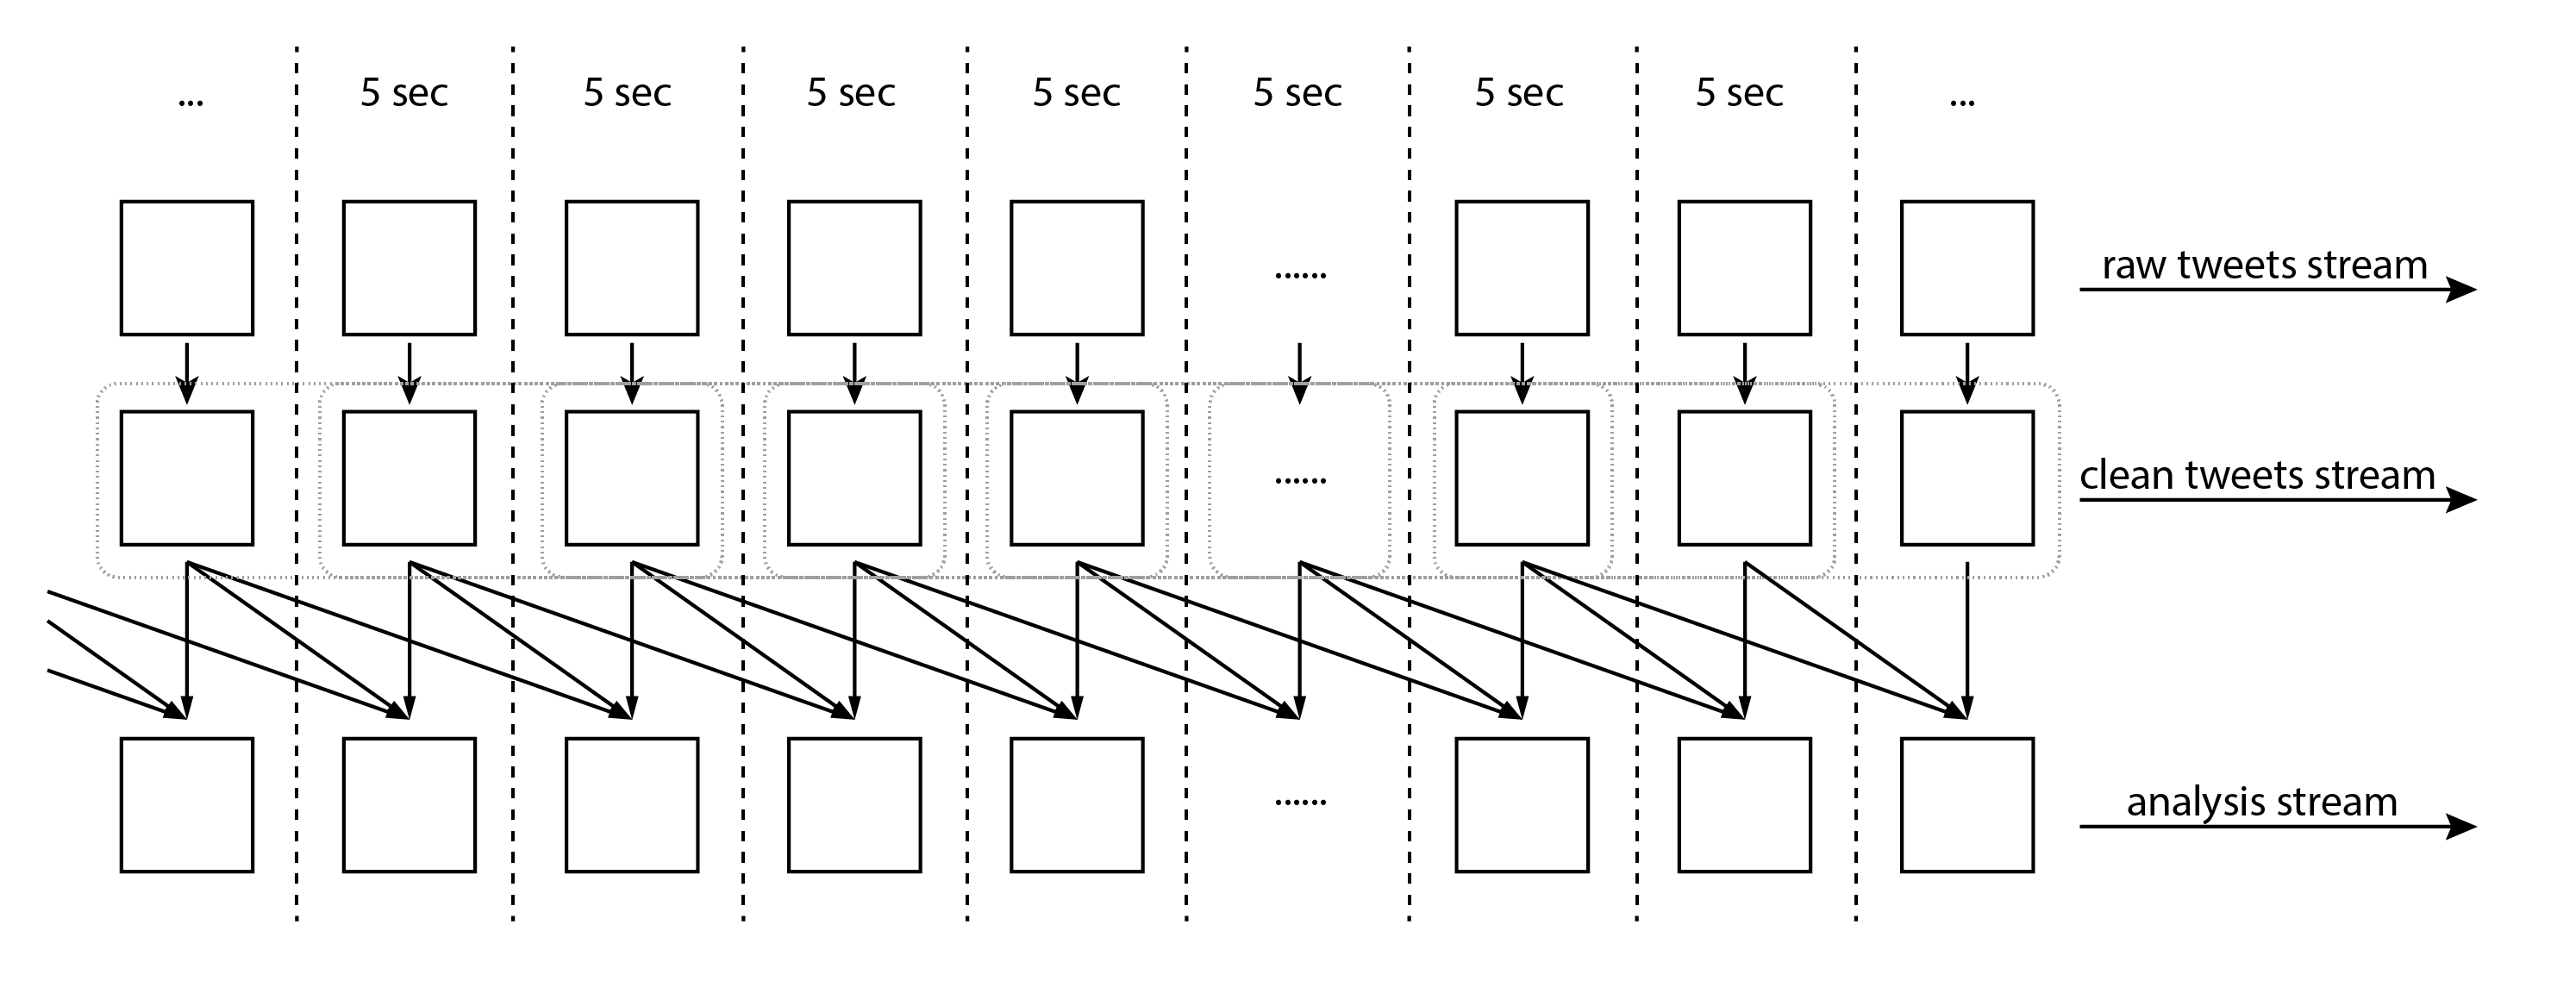 ... 5 sec 5 sec 5 sec 5 sec 5 sec 5 sec 5 sec ...
...... raw tweets stream
...... clean tweets stream
...... analysis stream